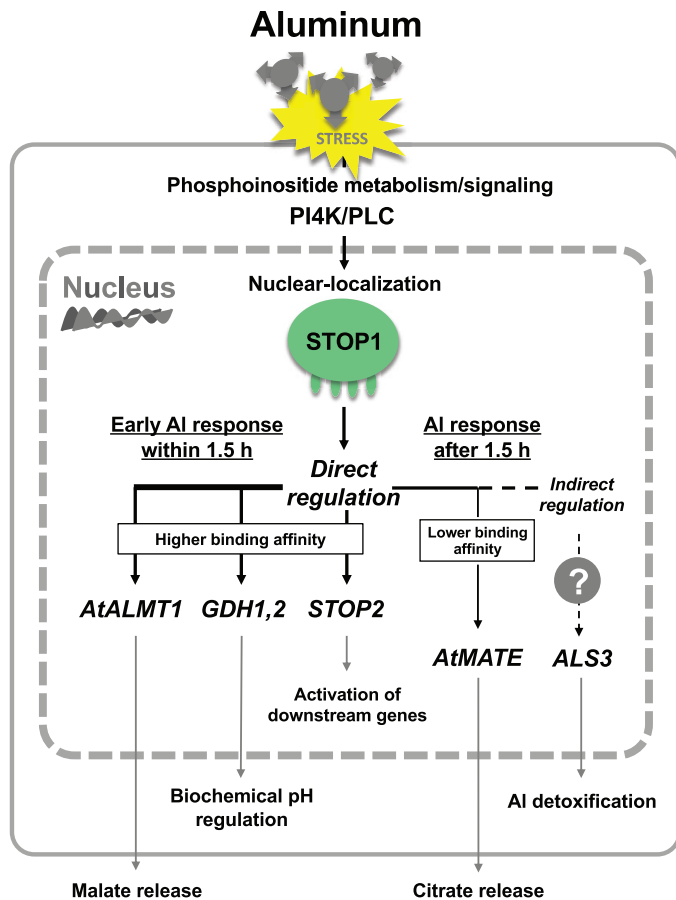 Aluminum
STRESS
Phosphoinositide metabolism/signaling
PI4K/PLC
Nucleus
Nuclear-localization
STOP1
Early Al response
within 1.5 h
Al response
after 1.5 h
Direct
regulation
Indirect
regulation
Higher binding affinity
Lower binding
affinity
?
AtALMT1
GDH1,2
STOP2
AtMATE
ALS3
Activation of
downstream genes
Biochemical pH
regulation
Al detoxification
Malate release
Citrate release